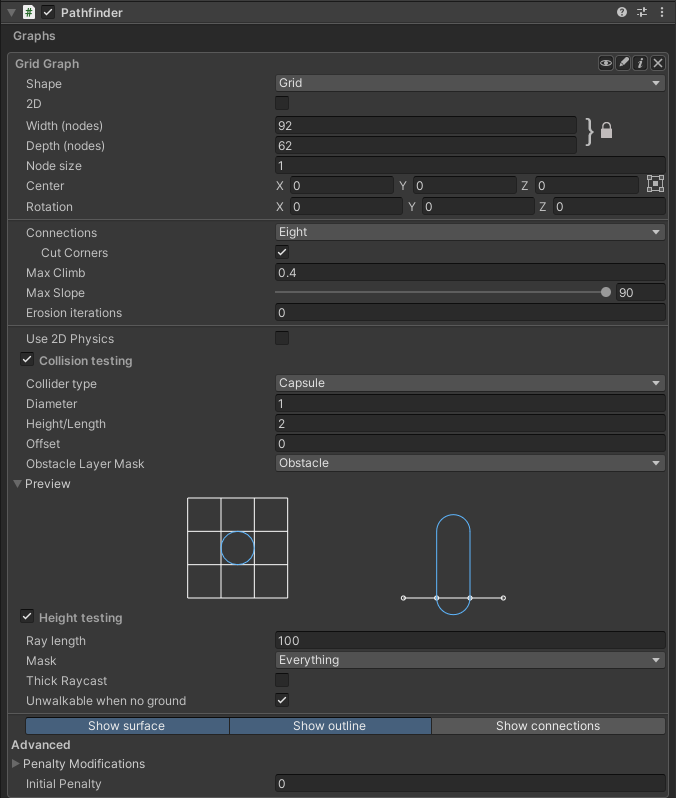 Pathfinder
Graphs
Grid Graph
Shape Grid
2D
Width (nodes) 92
Depth (nodes) 62
Node size 1
Center X 0 Y 0 Z 0
Rotation X 0 Y 0 Z 0
Connections Eight
Cut Corners
Max Climb 0.4
Max Slope 90
Erosion iterations 0
Use 2D Physics
Collision testing
Collider type Capsule
Diameter 1
Height/Length 2
Offset 0
Obstacle Layer Mask Obstacle
Preview
Height testing
Ray length 100
Mask Everything
Thick Raycast
Unwalkable when no ground
Show surface Show outline Show connections
Advanced
Penalty Modifications
Initial Penalty 0